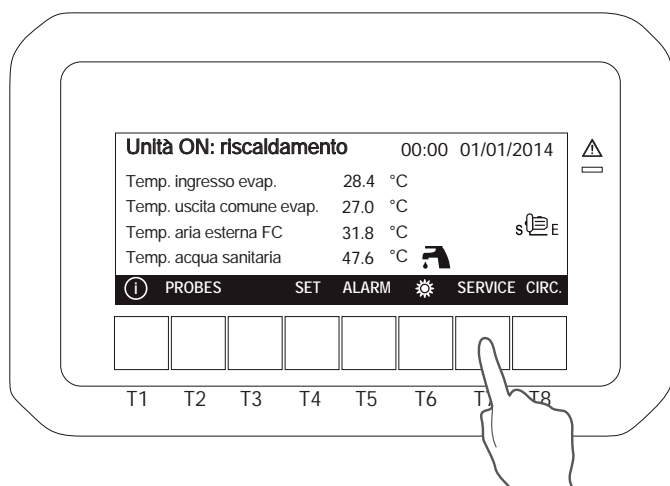 Unità ON: riscaldamento 00:00 01/01/2014
Temp. ingresso evap. 28.4 °C
Temp. uscita comune evap. 27.0 °C
Temp. aria esterna FC 31.8 °C
S E
Temp. acqua sanitaria 47.6 °C
i PROBES SET ALARM SERVICE CIRC.
T1 T2 T3 T4 T5 T6 T7 T8